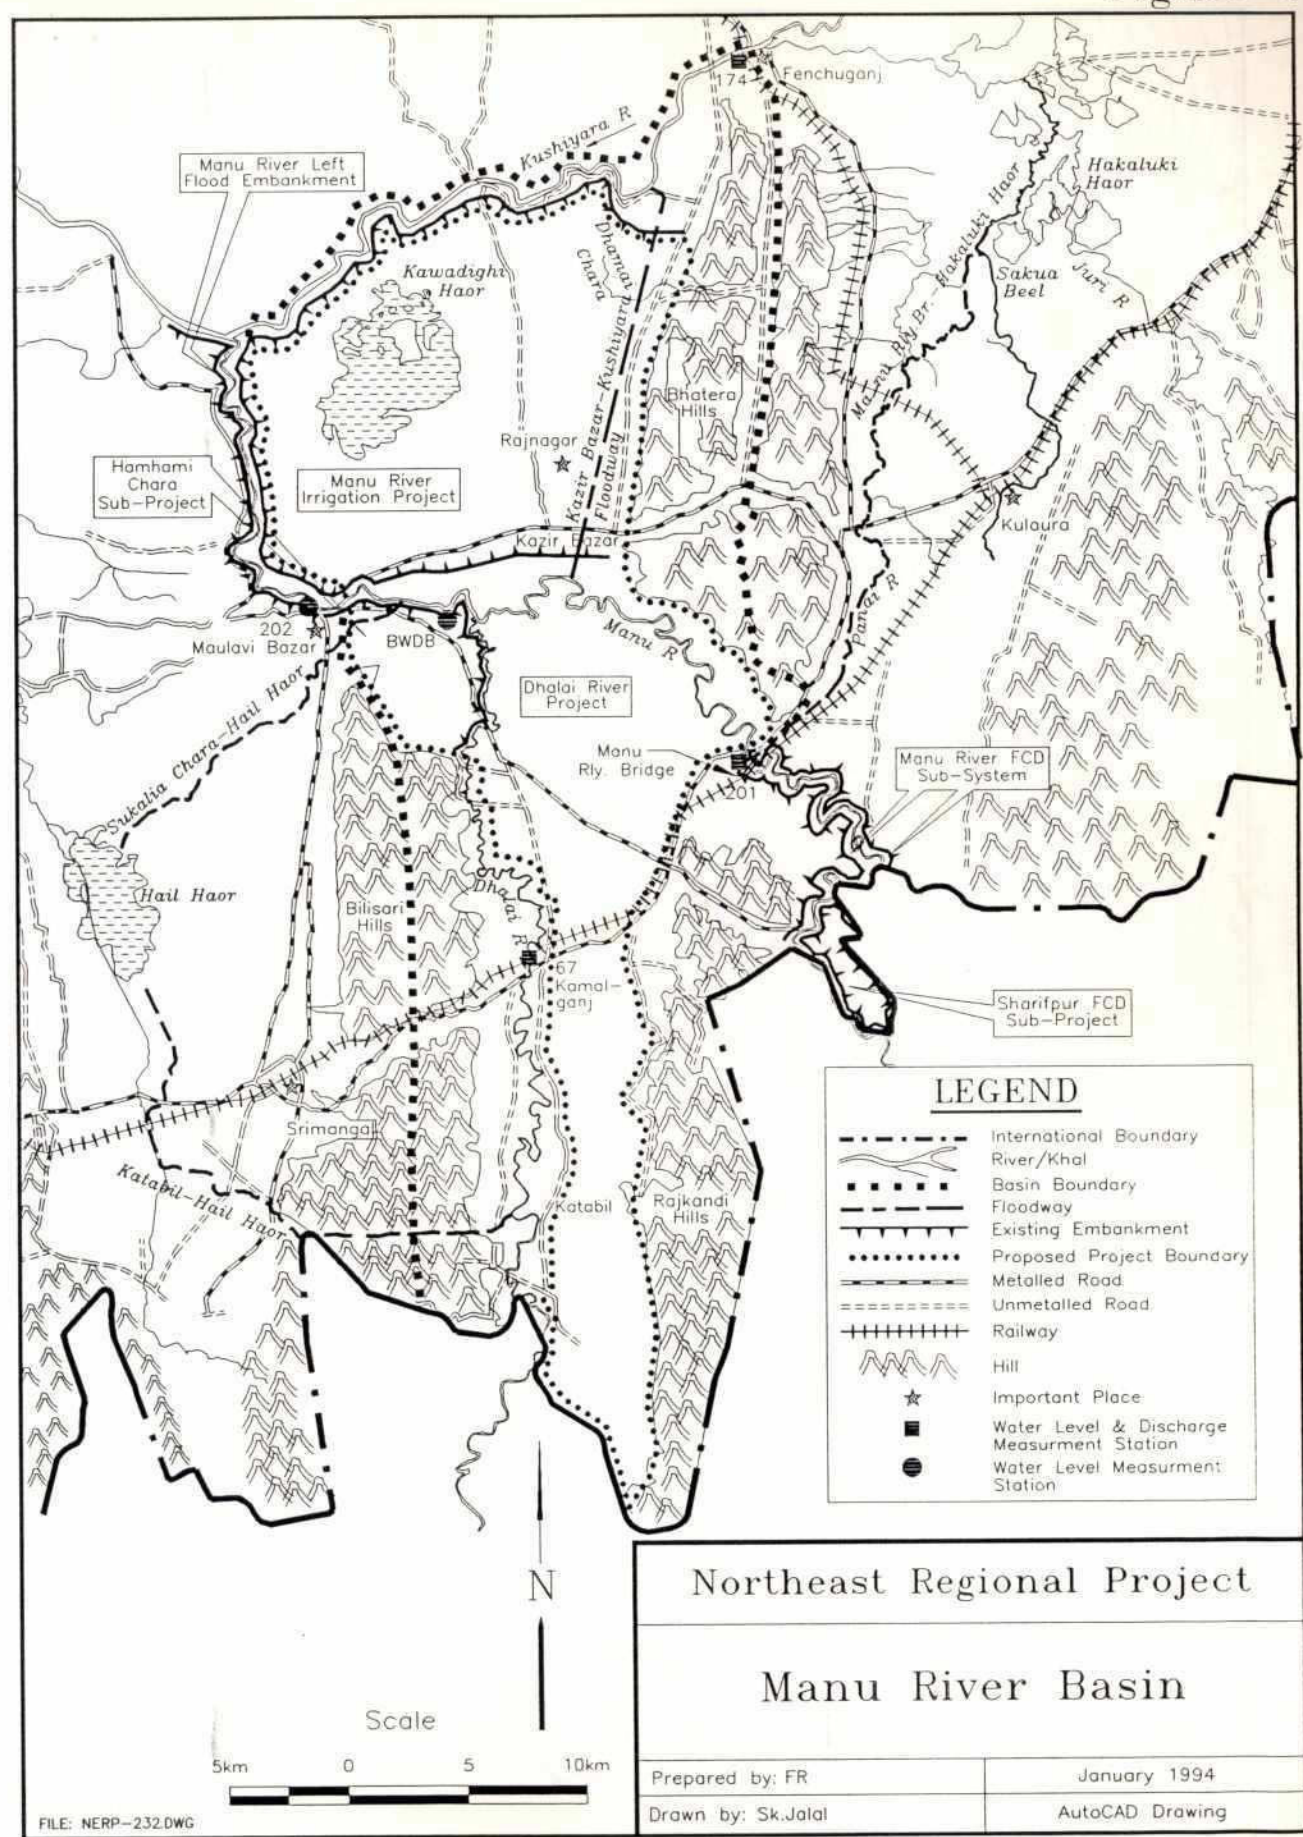 174
Fenchuganj
Kushiyara R
Manu River Left
Flood Embankment
Hakaluki
Haor
Dhamai
Chara
Kawadighi
Haor
Manu Rly Br. Hakaluki Haor
Sakua
Beel
Juri R
Kazir Bazar-Kushiyara
Floodway
Bhatera
Hills
Rajnagar
Hamhami
Chara
Sub-Project
Manu River
Irrigation Project
Kulaura
Kazir Bazar
Panai R
202
Maulavi Bazar
BWDB
Manu R
Dhalai River
Project
Sukalia Chara-Hail Haor
Manu
Rly. Bridge
201
Manu River FCD
Sub-System
Hail Haor
Bilisari
Hills
Dhalai R
67
Kamal-
ganj
Sharifpur FCD
Sub-Project
Srimangal
Katabil-Hail Haor
Katabil
Rajkandi
Hills
LEGEND
International Boundary
River/Khal
Basin Boundary
Floodway
Existing Embankment
Proposed Project Boundary
Metalled Road
Unmetalled Road
Railway
Hill
Important Place
Water Level & Discharge
Measurment Station
Water Level Measurment
Station
N
Scale
5km 0 5 10km
FILE: NERP-232.DWG
Northeast Regional Project
Manu River Basin
Prepared by: FR
January 1994
Drawn by: Sk.Jalal
AutoCAD Drawing